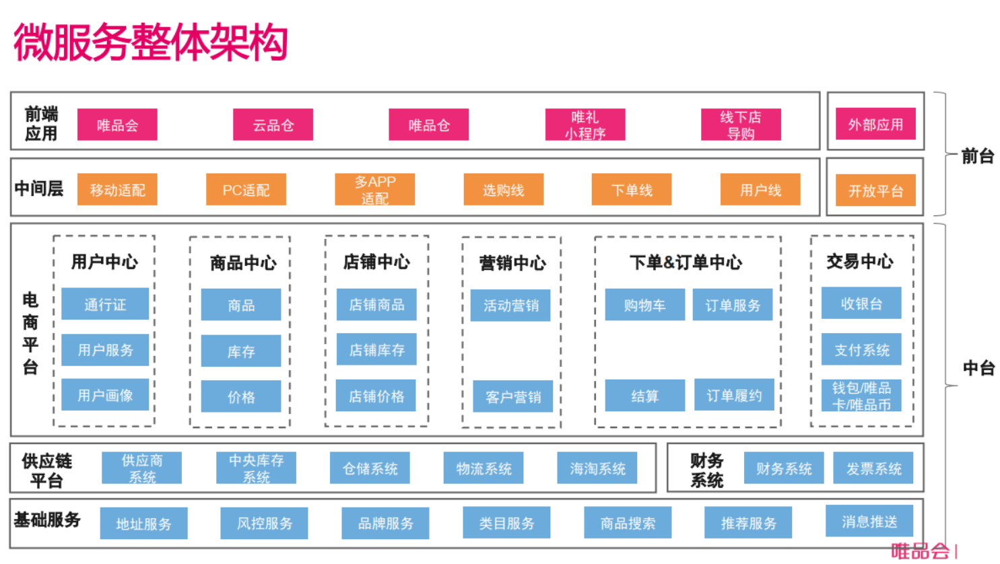 微服务整体架构
前端
应用
唯品会
云品仓
唯品仓
唯礼
小程序
线下店
导购
外部应用
前台
中间层
移动适配
PC适配
多APP
适配
选购线
下单线
用户线
开放平台
电
商
平
台
用户中心
通行证
用户服务
用户画像
商品中心
商品
库存
价格
店铺中心
店铺商品
店铺库存
店铺价格
营销中心
活动营销
客户营销
下单&订单中心
购物车
订单服务
结算
订单履约
交易中心
收银台
支付系统
钱包/唯品
卡/唯品币
中台
供应链
平台
供应商
系统
中央库存
系统
仓储系统
物流系统
海淘系统
财务
系统
财务系统
发票系统
基础服务
地址服务
风控服务
品牌服务
类目服务
商品搜索
推荐服务
消息推送
唯品会